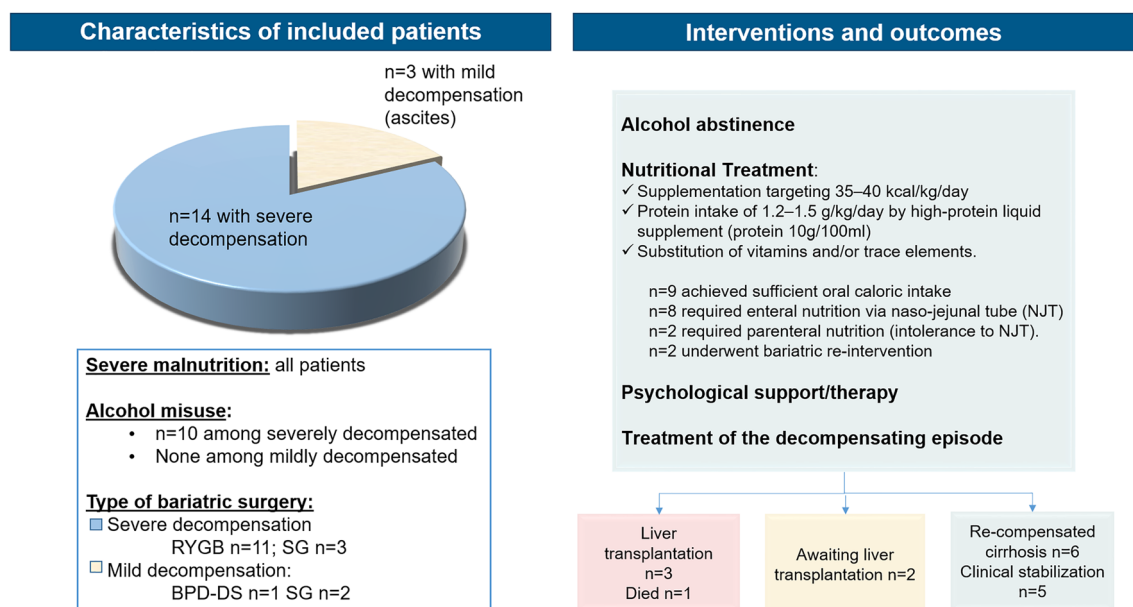 Characteristics of included patients
n=3 with mild
decompensation
(ascites)
n=14 with severe
decompensation
Severe malnutrition: all patients
Alcohol misuse:
• n=10 among severely decompensated
• None among mildly decompensated
Type of bariatric surgery:
Severe decompensation
RYGB n=11; SG n=3
Mild decompensation:
BPD-DS n=1 SG n=2
Interventions and outcomes
Alcohol abstinence
Nutritional Treatment:
✓ Supplementation targeting 35–40 kcal/kg/day
✓ Protein intake of 1.2–1.5 g/kg/day by high-protein liquid
supplement (protein 10g/100ml)
✓ Substitution of vitamins and/or trace elements.
n=9 achieved sufficient oral caloric intake
n=8 required enteral nutrition via naso-jejunal tube (NJT)
n=2 required parenteral nutrition (intolerance to NJT).
n=2 underwent bariatric re-intervention
Psychological support/therapy
Treatment of the decompensating episode
Liver
transplantation
n=3
Died n=1
Awaiting liver
transplantation n=2
Re-compensated
cirrhosis n=6
Clinical stabilization
n=5